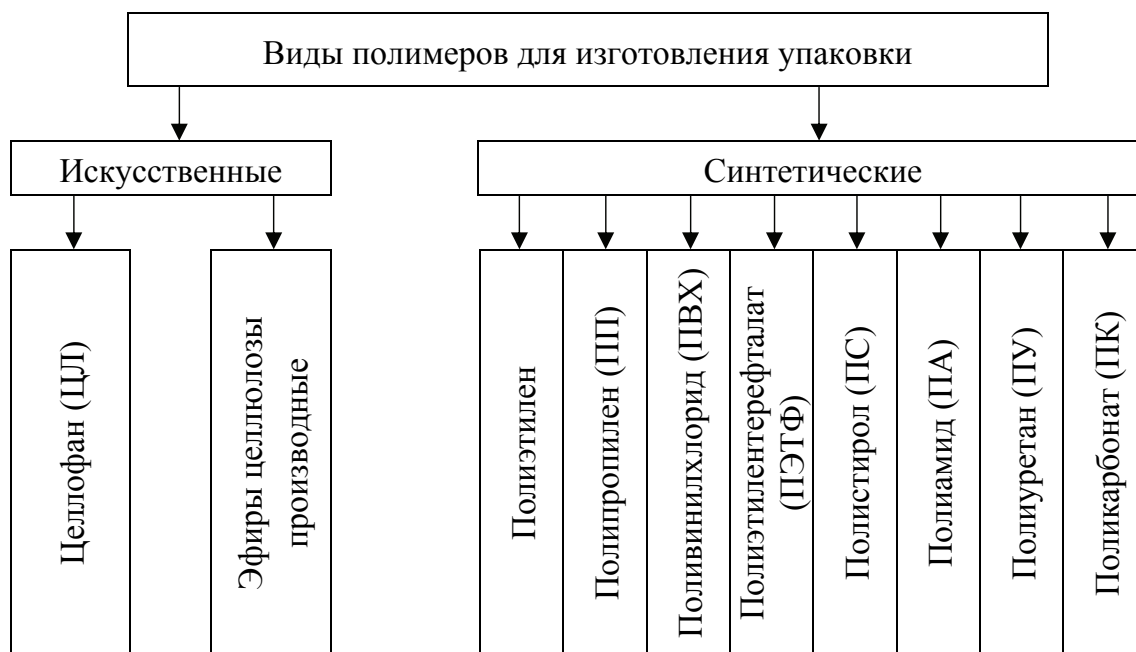 Виды полимеров для изготовления упаковки
Искусственные
Синтетические
Целлофан (ЦЛ)
Эфиры целлюлозы
производные
Полиэтилен
Полипропилен (ПП)
Поливинилхлорид (ПВХ)
Полиэтилентерефталат
(ПЭТФ)
Полистирол (ПС)
Полиамид (ПА)
Полиуретан (ПУ)
Поликарбонат (ПК)